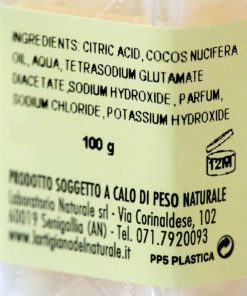 INGREDIENTS: CITRIC ACID, COCOS NUCIFERA
OIL, AQUA, TETRASODIUM GLUTAMATE
DIACETATE, SODIUM HYDROXIDE, PARFUM,
SODIUM CHLORIDE, POTASSIUM HYDROXIDE
100 g
12M
PRODOTTO SOGGETTO A CALO DI PESO NATURALE
Laboratorio Naturale srl - Via Corinaldese, 102
60019 Senigallia (AN) - Tel. 071.7920093
www.lartigianodelnaturale.it
PP5 PLASTICA